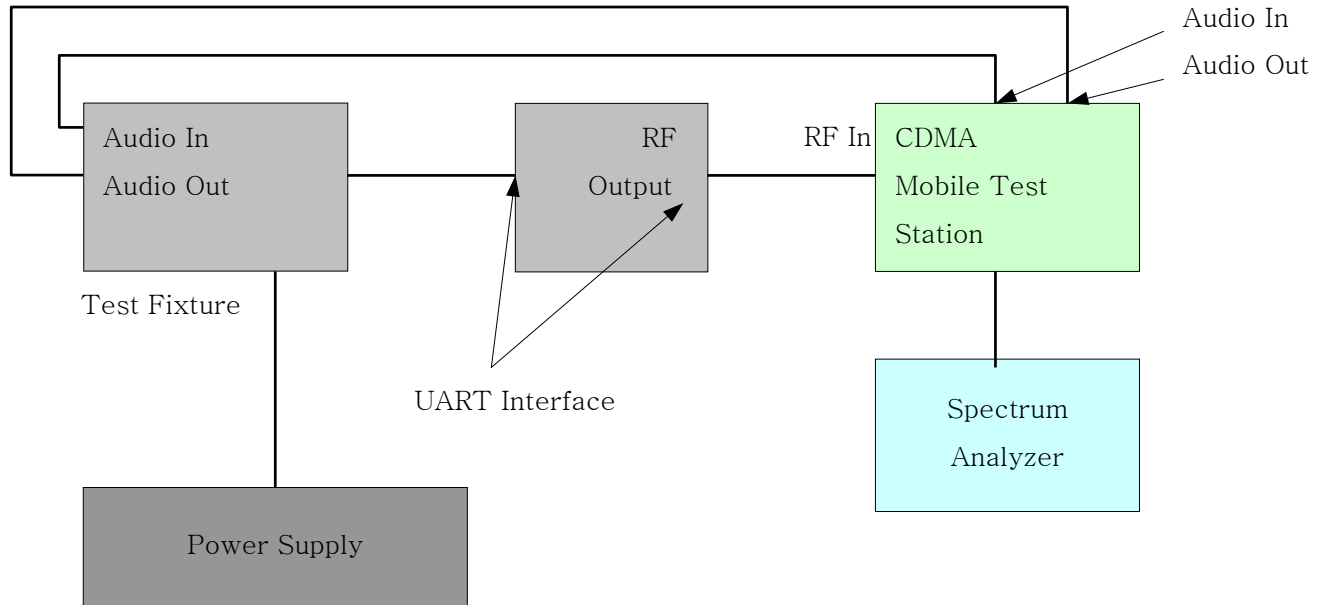 Audio In
Audio Out
Audio In
Audio Out
RF
Output
RF In
CDMA
Mobile Test
Station
Test Fixture
UART Interface
Spectrum
Analyzer
Power Supply